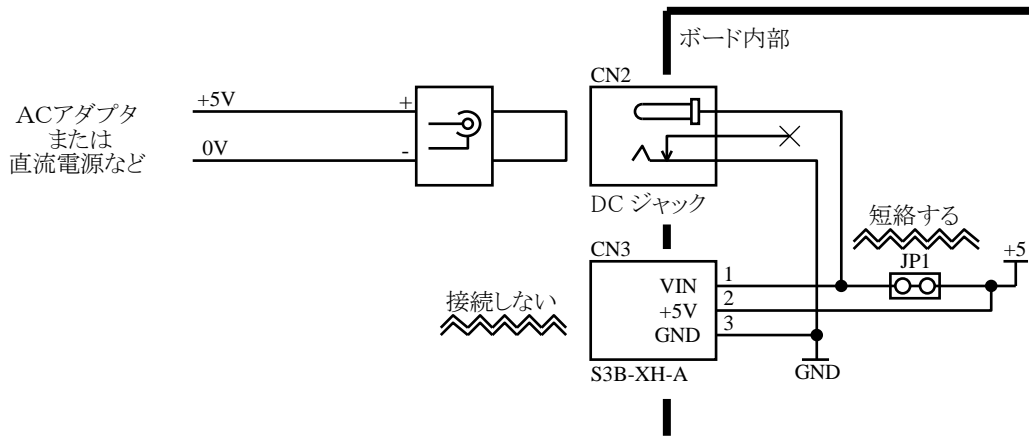 ボード内部
CN2
ACアダプタ
または
直流電源など
+5V
+
0V
-
DC ジャック
短絡する
CN3
JP1
+5
接続しない
VIN
1
+5V
2
GND
3
S3B-XH-A
GND